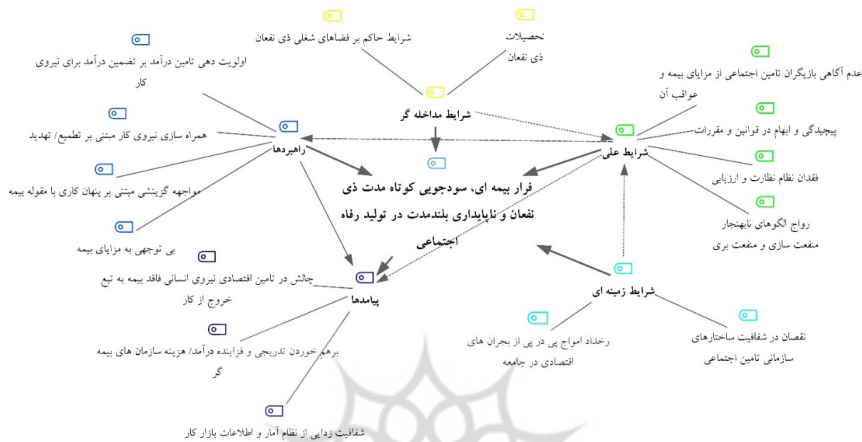 شرایط حاکم بر فضاهای شغلی ذی نفعان
تحصیلات
ذی نفعان
شرایط مداخله گر
اولویت دهی تامین درآمد بر تضمین درآمد برای نیروی
کار
همراه سازی نیروی کار مبتنی بر تطمیع/ تهدید
مواجهه گزینشی مبتنی بر پنهان کاری با مقوله بیمه
بی توجهی به مزایای بیمه
راهبردها
عدم آگاهی بازیگران تامین اجتماعی از مزایای بیمه و
عواقب آن
پیچیدگی و ابهام در قوانین و مقررات
فقدان نظام نظارت و ارزیابی
رواج الگوهای نابهنجار
منفعت سازی و منفعت بری
شرایط علی
فرار بیمه ای، سودجویی کوتاه مدت ذی
نفعان و ناپایداری بلندمدت در تولید رفاه
اجتماعی
چالش در تامین اقتصادی نیروی انسانی فاقد بیمه به تبع
خروج از کار
پیامدها
برهم خوردن تدریجی و فزاینده درآمد/ هزینه سازمان های بیمه
گر
شفافیت زدایی از نظام آمار و اطلاعات بازار کار
شرایط زمینه ای
رخداد امواج پی در پی از بحران های
اقتصادی در جامعه
نقصان در شفافیت ساختارهای
سازمانی تامین اجتماعی